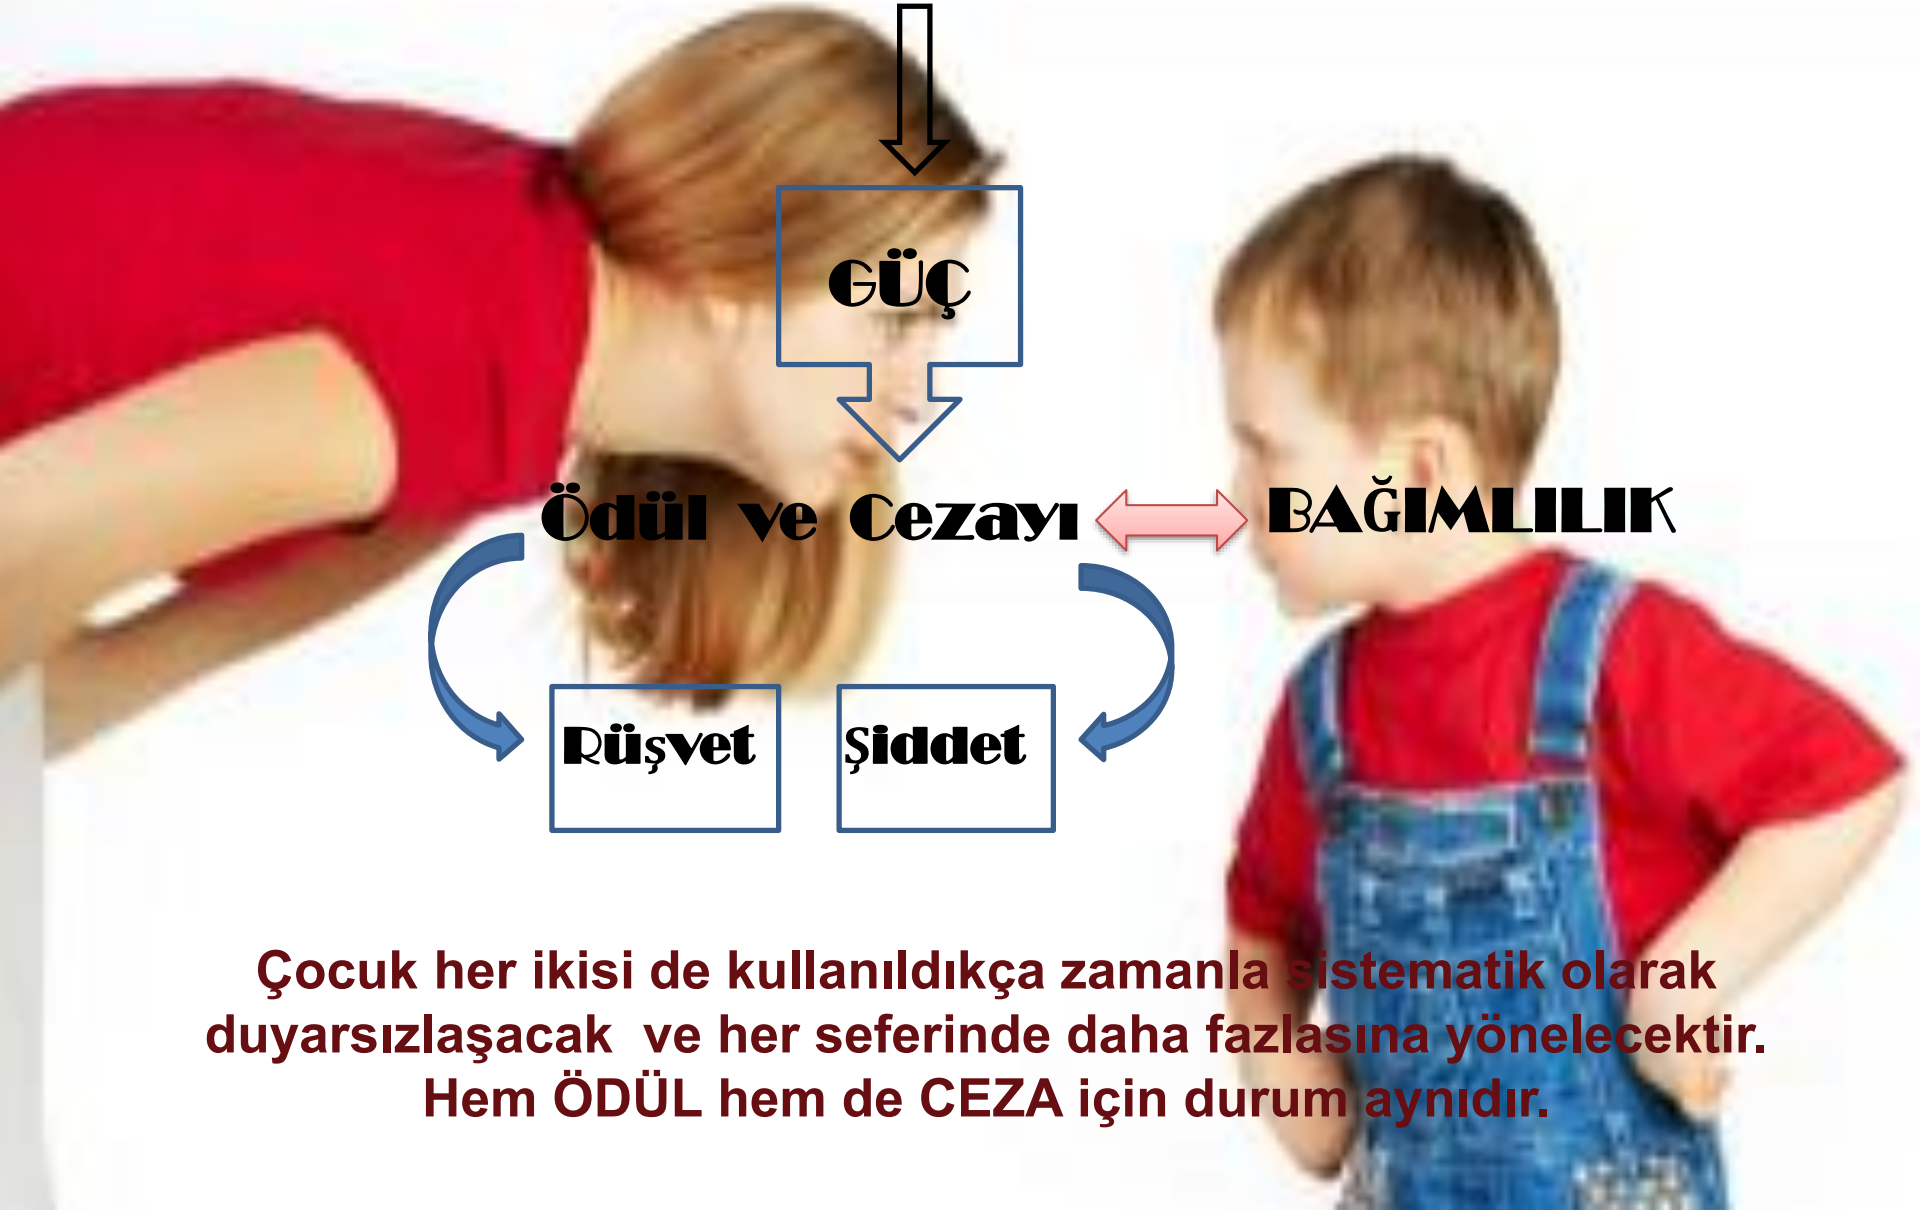 GÜÇ
Ödül ve Cezayı
BAĞIMLILIK
Rüşvet
Şiddet
Çocuk her ikisi de kullanıldıkça zamanla sistematik olarak
duyarsızlaşacak ve her seferinde daha fazlasına yönelecektir.
Hem ÖDÜL hem de CEZA için durum aynıdır.